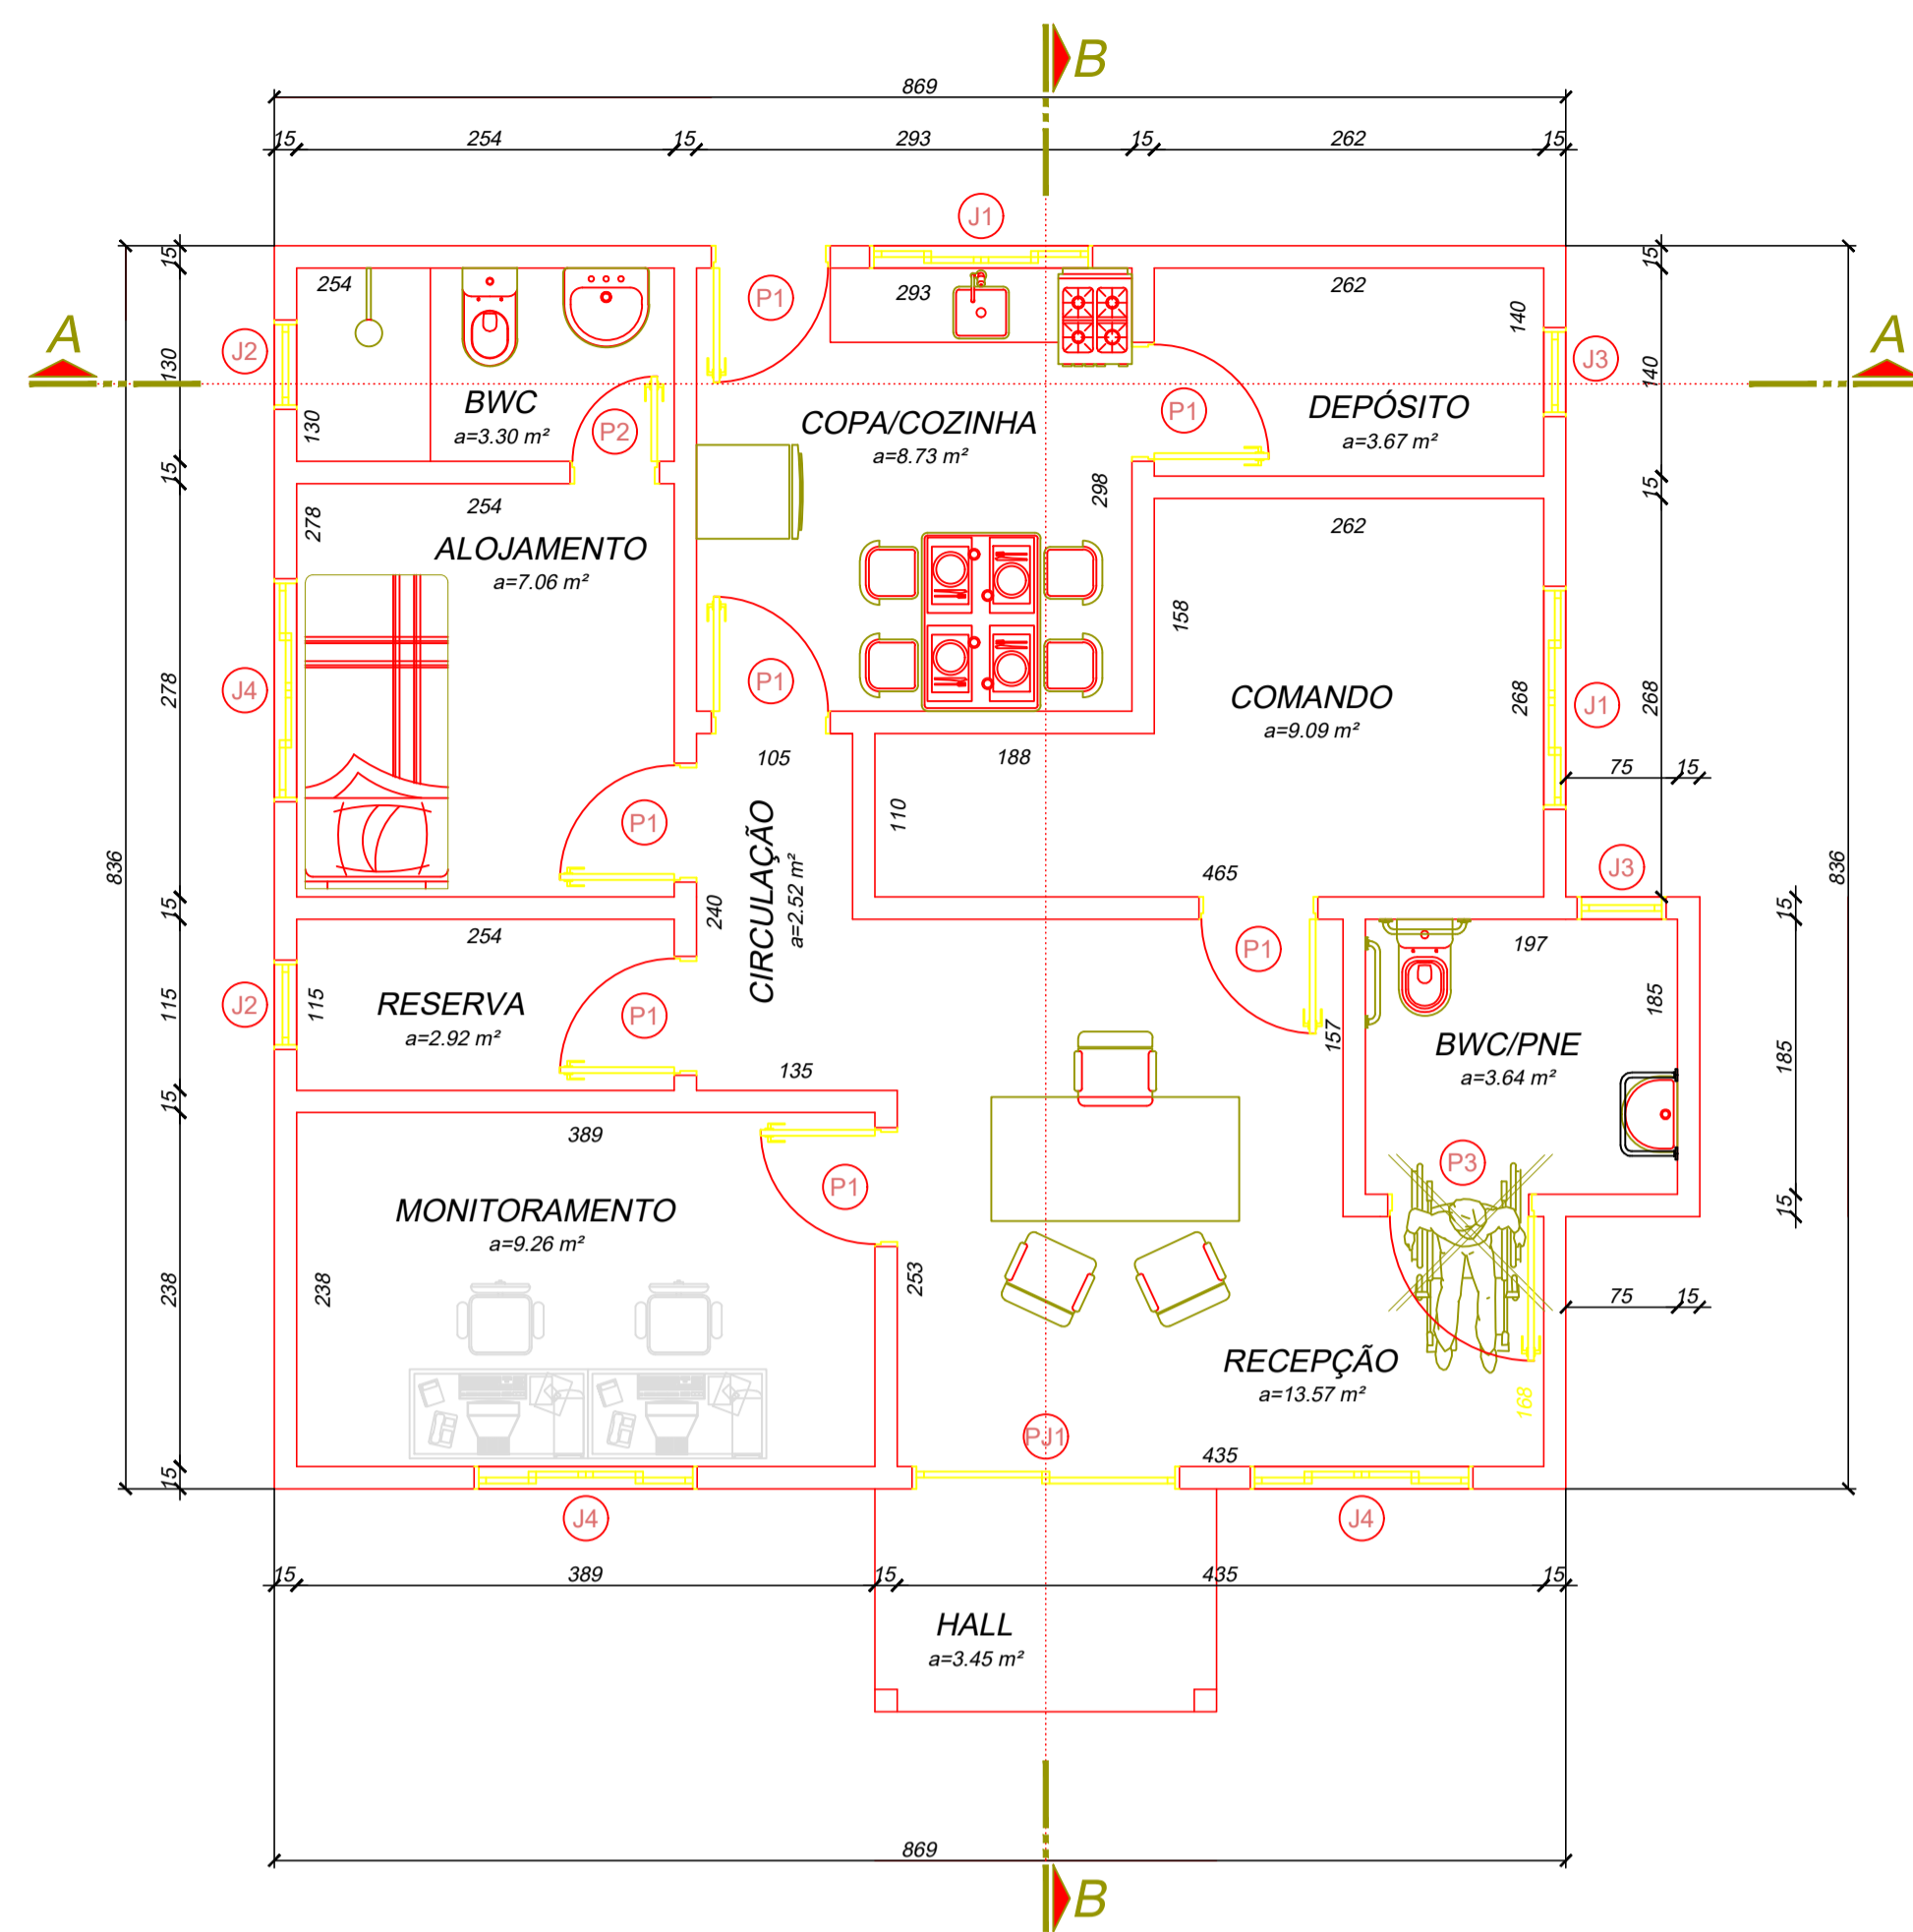 B
869
15 254 15 293 15 262 15
J1
15 15
254 P1 293 262 140
A A
J2 130 J3 140
BWC
a=3.30 m²
130 P2
COPA/COZINHA
a=8.73 m²
P1
DEPÓSITO
a=3.67 m²
15 15
254 278 298 262
ALOJAMENTO
a=7.06 m²
158
J4 278 P1
COMANDO
a=9.09 m²
268 J1 268
75 15
105 188
110
P1
836 836
CIRCULAÇÃO
a=2.52 m²
240
465 J3
15 15
254 P1 197
RESERVA
a=2.92 m²
J2 115 115 P1
157 185 185
BWC/PNE
a=3.64 m²
135
15
389
P3
P1
MONITORAMENTO
a=9.26 m²
15
238 238 253
75 15
RECEPÇÃO
a=13.57 m²
168
PJ1
435
15
J4 J4
15 389 15 435 15
HALL
a=3.45 m²
869
B